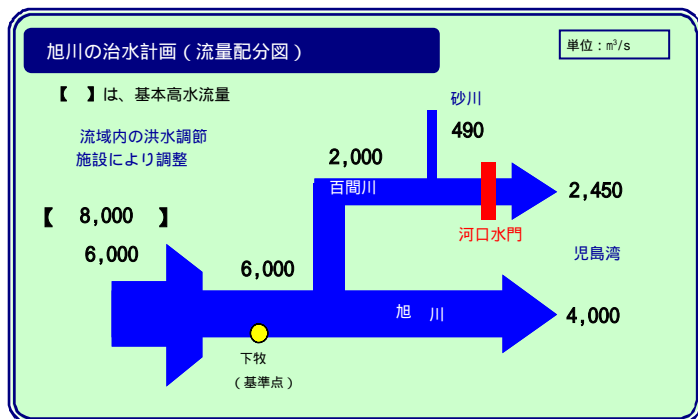 旭川の治水計画(流量配分図)
単位:m³/s
【 】は、基本高水流量
流域内の洪水調節
施設により調整
砂川
490
2,000
百間川
2,450
河口水門
【 8,000 】
6,000
6,000
児島湾
旭 川
4,000
下牧
(基準点)